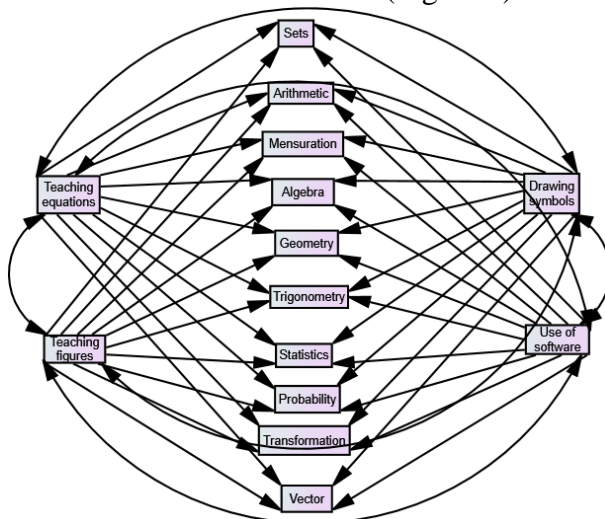 Sets
Arithmetic
Mensuration
Teaching
equations
Algebra
Drawing
symbols
Geometry
Trigonometry
Teaching
figures
Statistics
Use of
software
Probability
Transformation
Vector